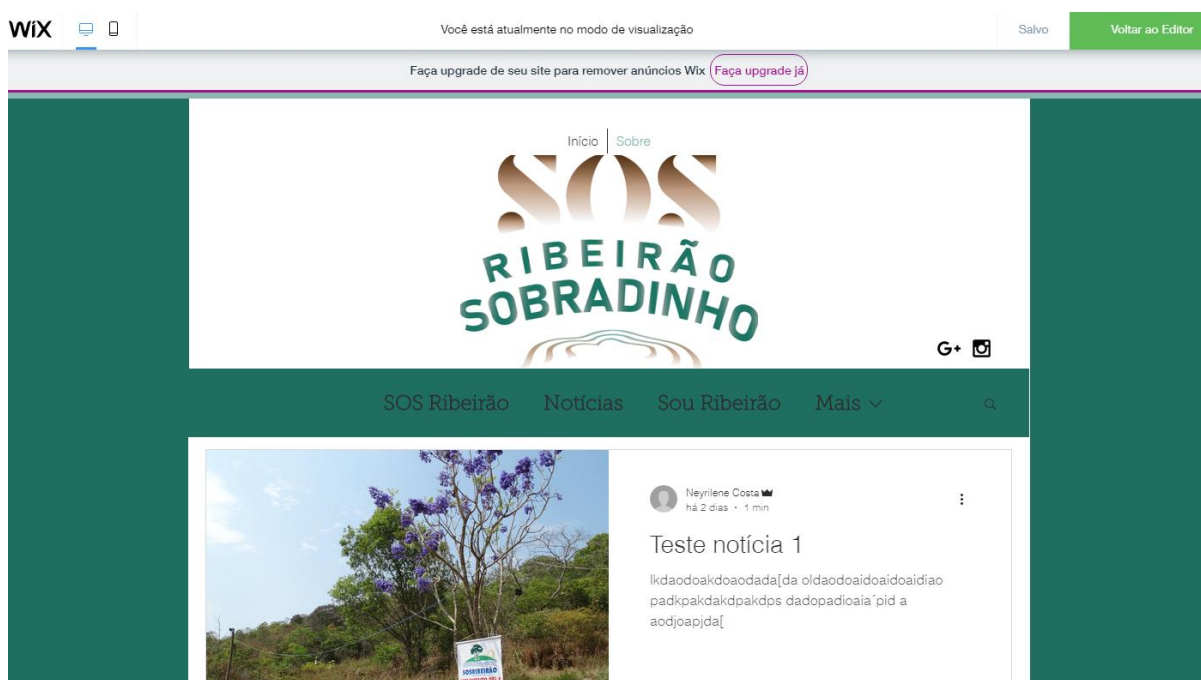 WiX
Você está atualmente no modo de visualização
Salvo
Voltar ao Editor
Faça upgrade de seu site para remover anúncios Wix Faça upgrade já
Início Sobre
SOS
RIBEIRÃO
SOBRADINHO
G+
SOS Ribeirão Notícias Sou Ribeirão Mais
Neyrilene Costa
há 2 dias · 1 min
Teste notícia 1
lkdaodoakdoaodada[da oldaodoaidoaidoaidiao
padkpakdakdpakdps dadopadioaia´pid a
aodjoapjda[
SOSRIBEIRÃO